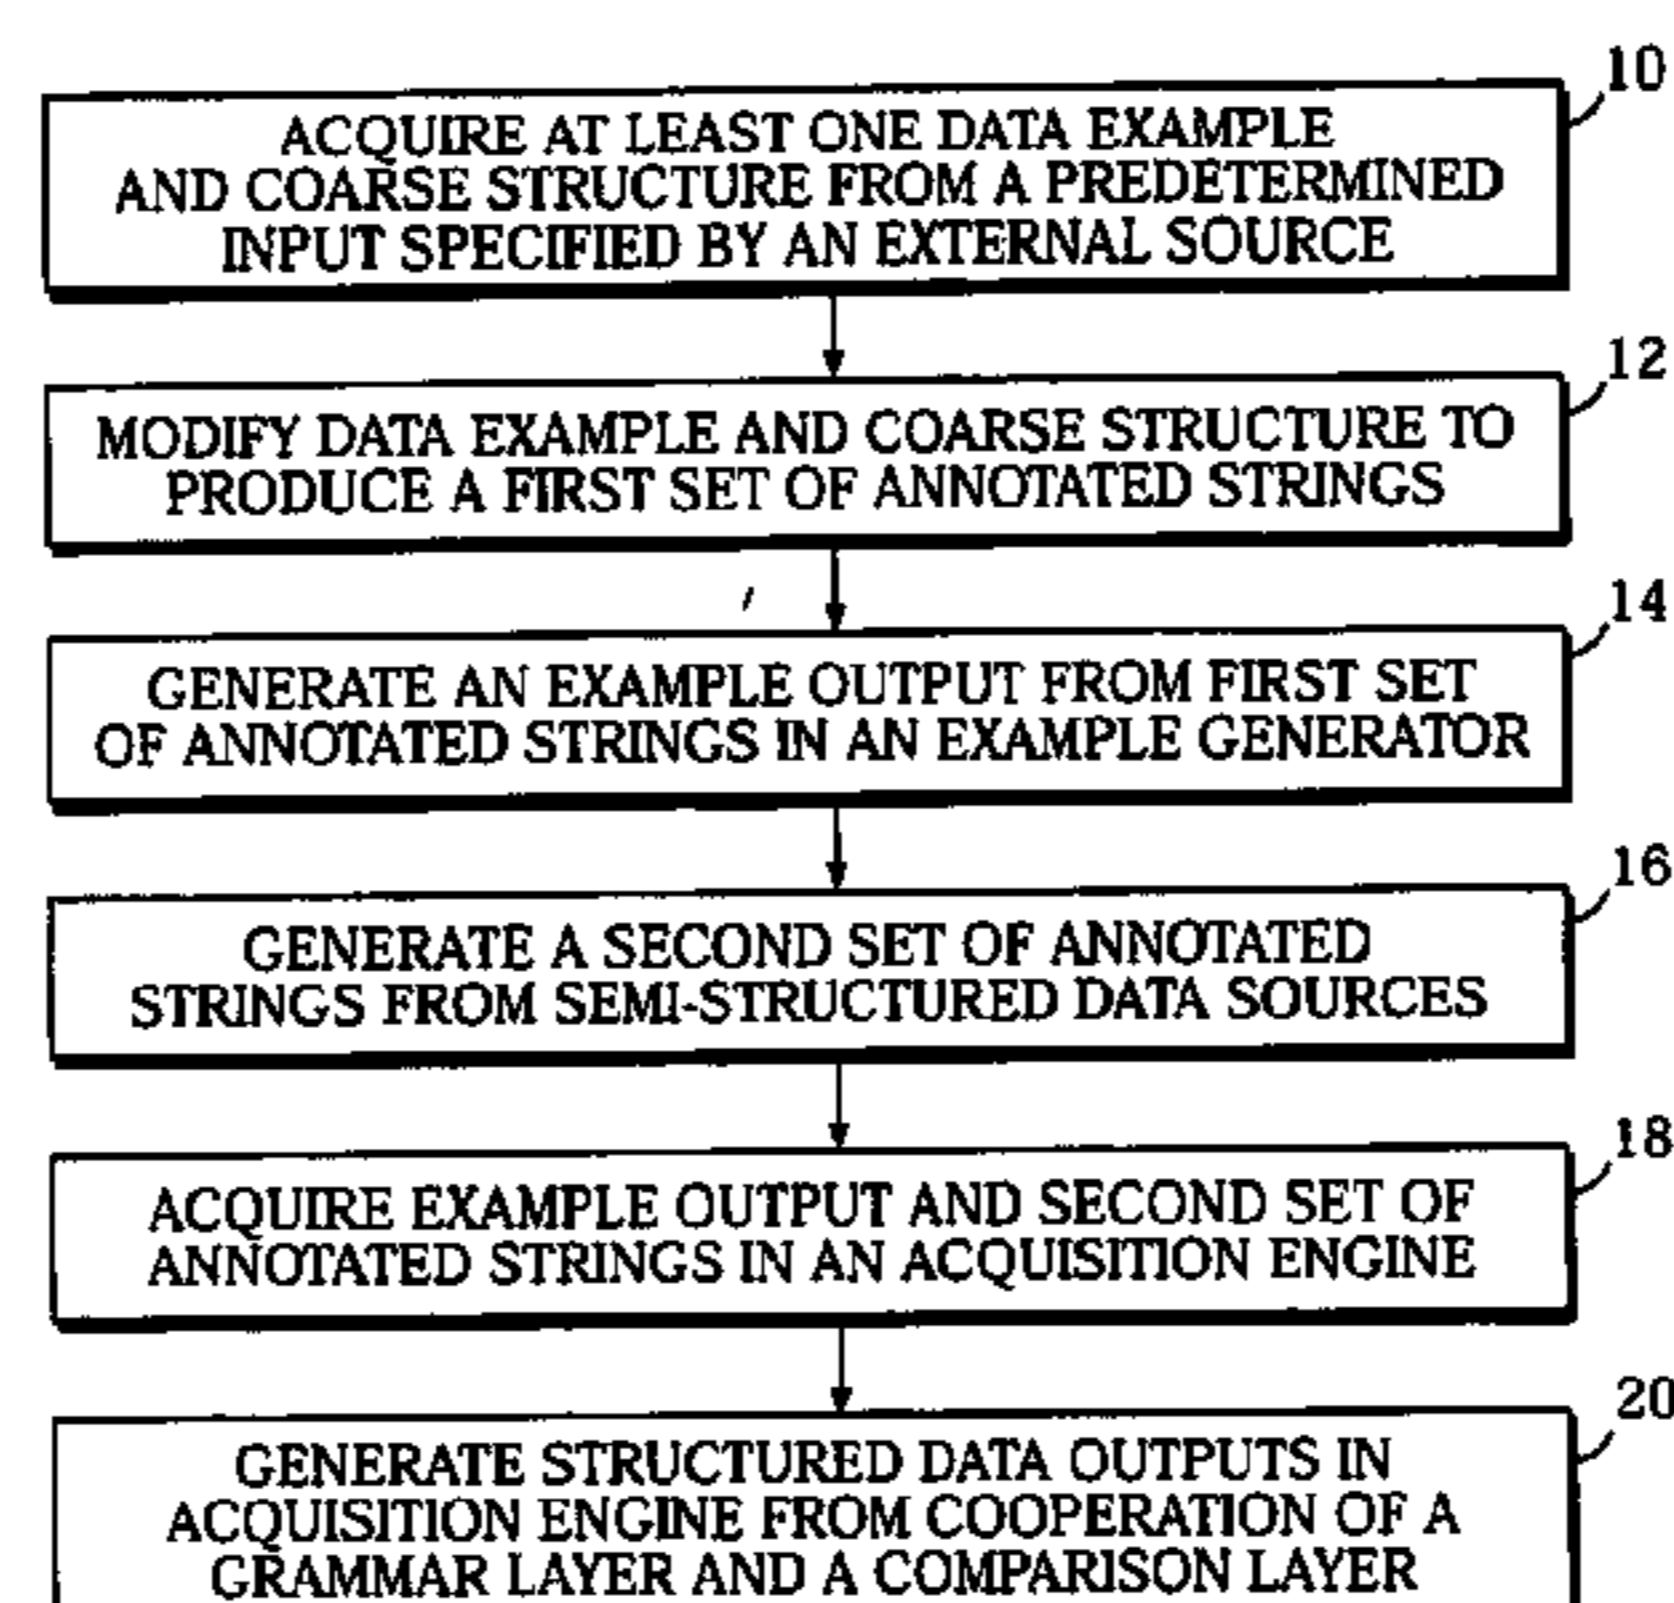 10
ACQUIRE AT LEAST ONE DATA EXAMPLE
AND COARSE STRUCTURE FROM A PREDETERMINED
INPUT SPECIFIED BY AN EXTERNAL SOURCE
12
MODIFY DATA EXAMPLE AND COARSE STRUCTURE TO
PRODUCE A FIRST SET OF ANNOTATED STRINGS
14
GENERATE AN EXAMPLE OUTPUT FROM FIRST SET
OF ANNOTATED STRINGS IN AN EXAMPLE GENERATOR
16
GENERATE A SECOND SET OF ANNOTATED
STRINGS FROM SEMI-STRUCTURED DATA SOURCES
18
ACQUIRE EXAMPLE OUTPUT AND SECOND SET OF
ANNOTATED STRINGS IN AN ACQUISITION ENGINE
20
GENERATE STRUCTURED DATA OUTPUTS IN
ACQUISITION ENGINE FROM COOPERATION OF A
GRAMMAR LAYER AND A COMPARISON LAYER